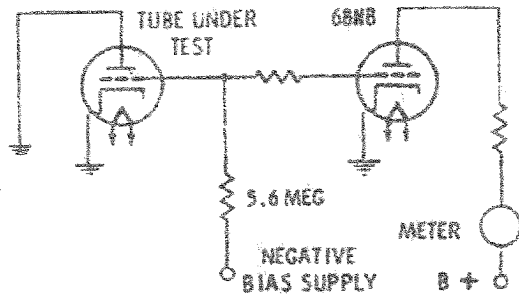 TUBE UNDER
TEST
6BN8
5.6 MEG
METER
NEGATIVE
BIAS SUPPLY
B +